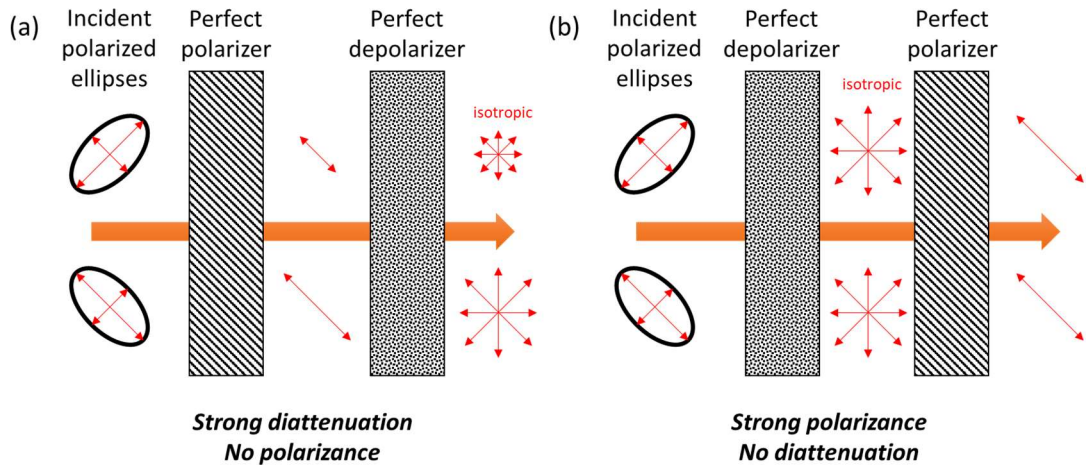 (a)
Incident
polarized
ellipses
Perfect
polarizer
Perfect
depolarizer
isotropic
Strong diattenuation
No polarizance
(b)
Incident
polarized
ellipses
Perfect
depolarizer
Perfect
polarizer
isotropic
Strong polarizance
No diattenuation